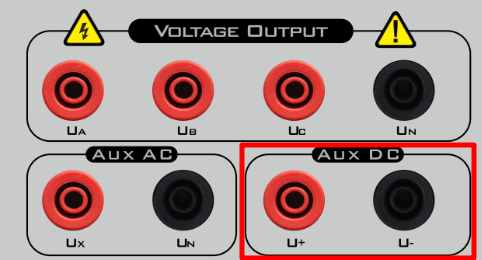 VOLTAGE OUTPUT
UA UB UC UN
AUX AC AUX DC
UX UN U+ U-